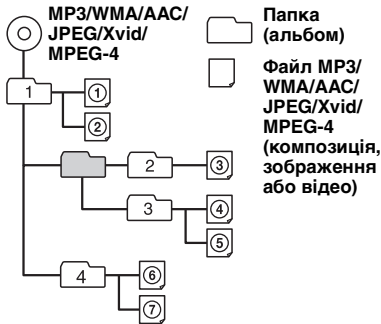 MP3/WMA/AAC/
JPEG/Xvid/
MPEG-4
Папка
(альбом)
Файл MP3/
WMA/AAC/
JPEG/Xvid/
MPEG-4
(композиція,
зображення
або відео)
1
①
②
2
③
3
④
⑤
4
⑥
⑦